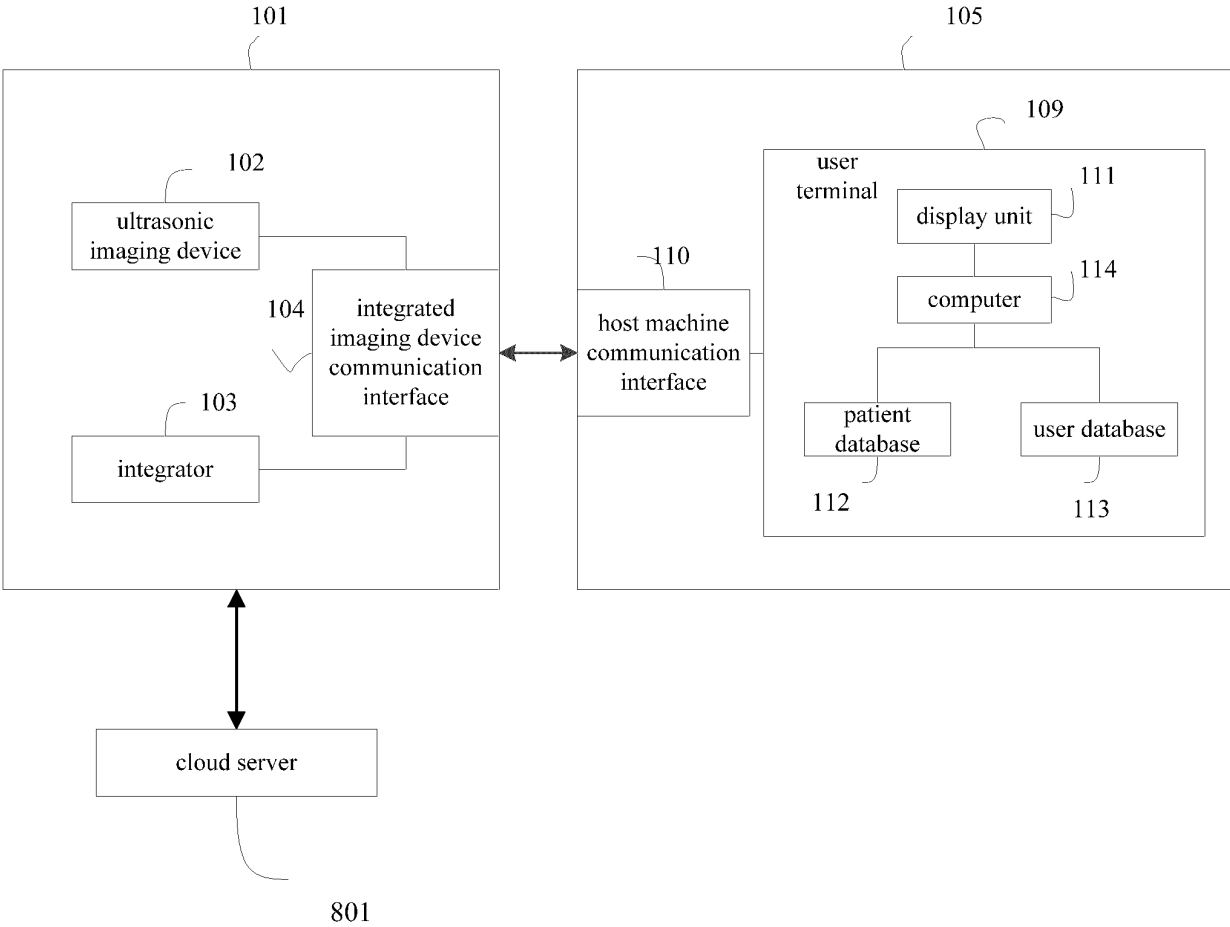 101
105
109
102
user
terminal
111
ultrasonic
imaging device
display unit
110
114
104
integrated
imaging device
communication
interface
host machine
communication
interface
computer
103
integrator
patient
database
user database
112
113
cloud server
801